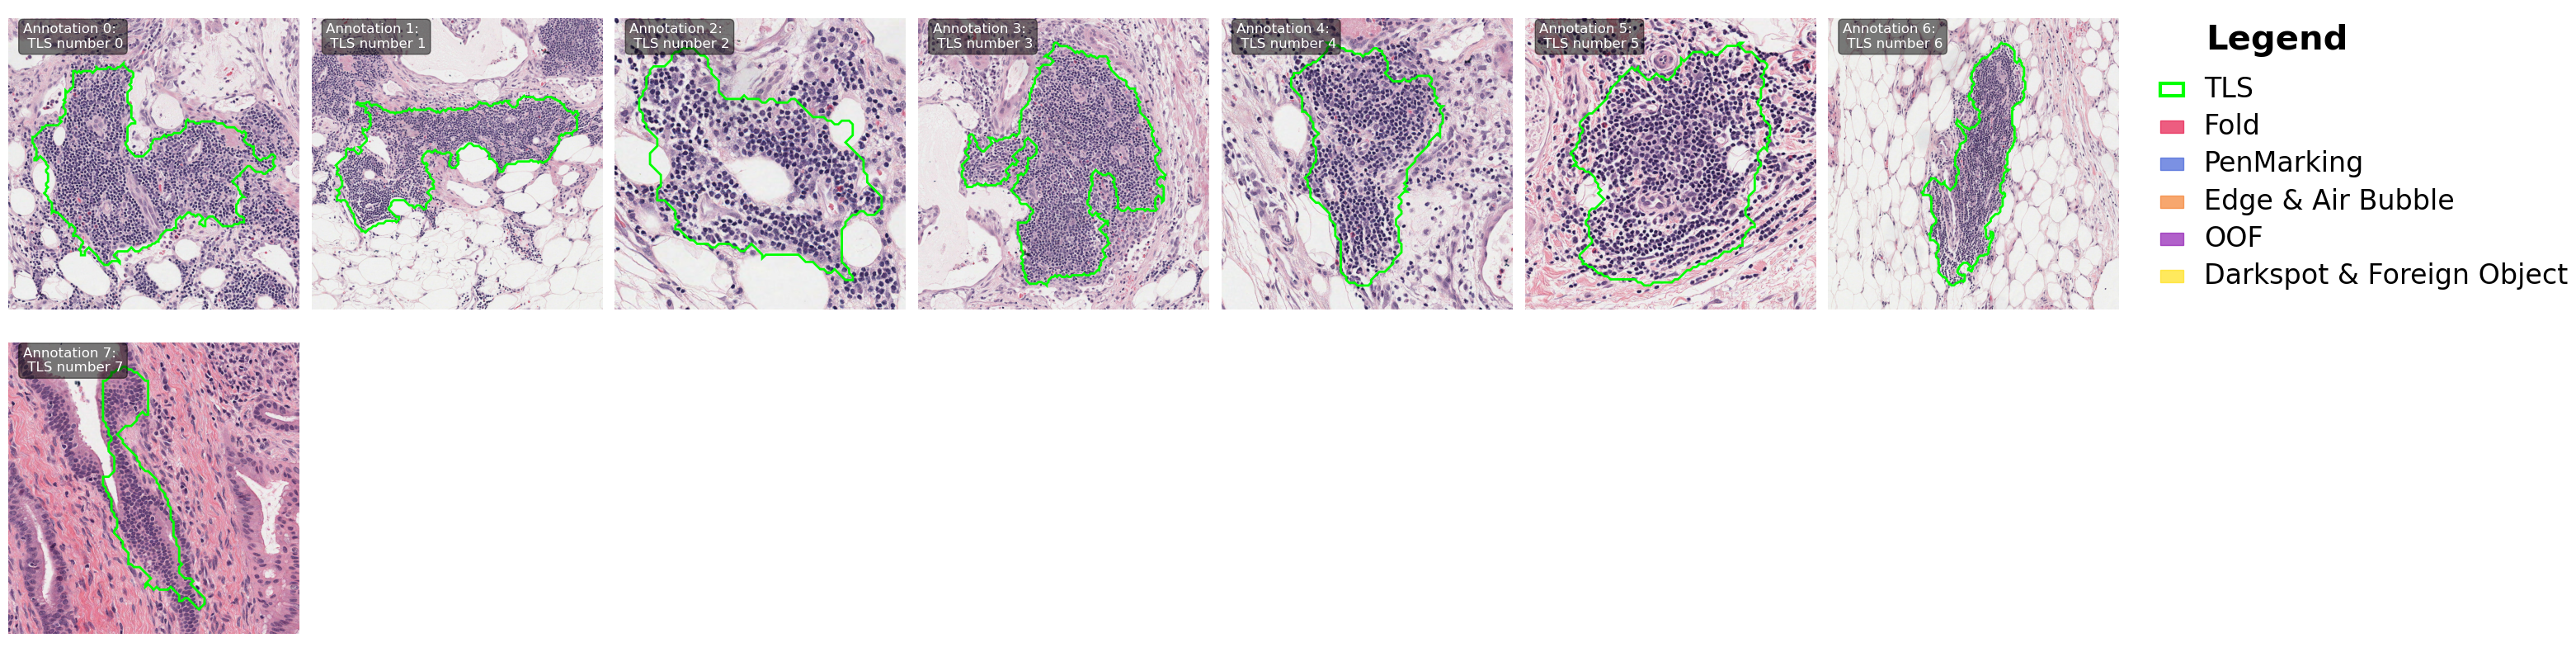 Annotation 0:
TLS number 0
Annotation 1:
TLS number 1
Annotation 2:
TLS number 2
Annotation 3:
TLS number 3
Annotation 4:
TLS number 4
Annotation 5:
TLS number 5
Annotation 6:
TLS number 6
Legend
TLS
Fold
PenMarking
Edge & Air Bubble
OOF
Darkspot & Foreign Object
Annotation 7:
TLS number 7